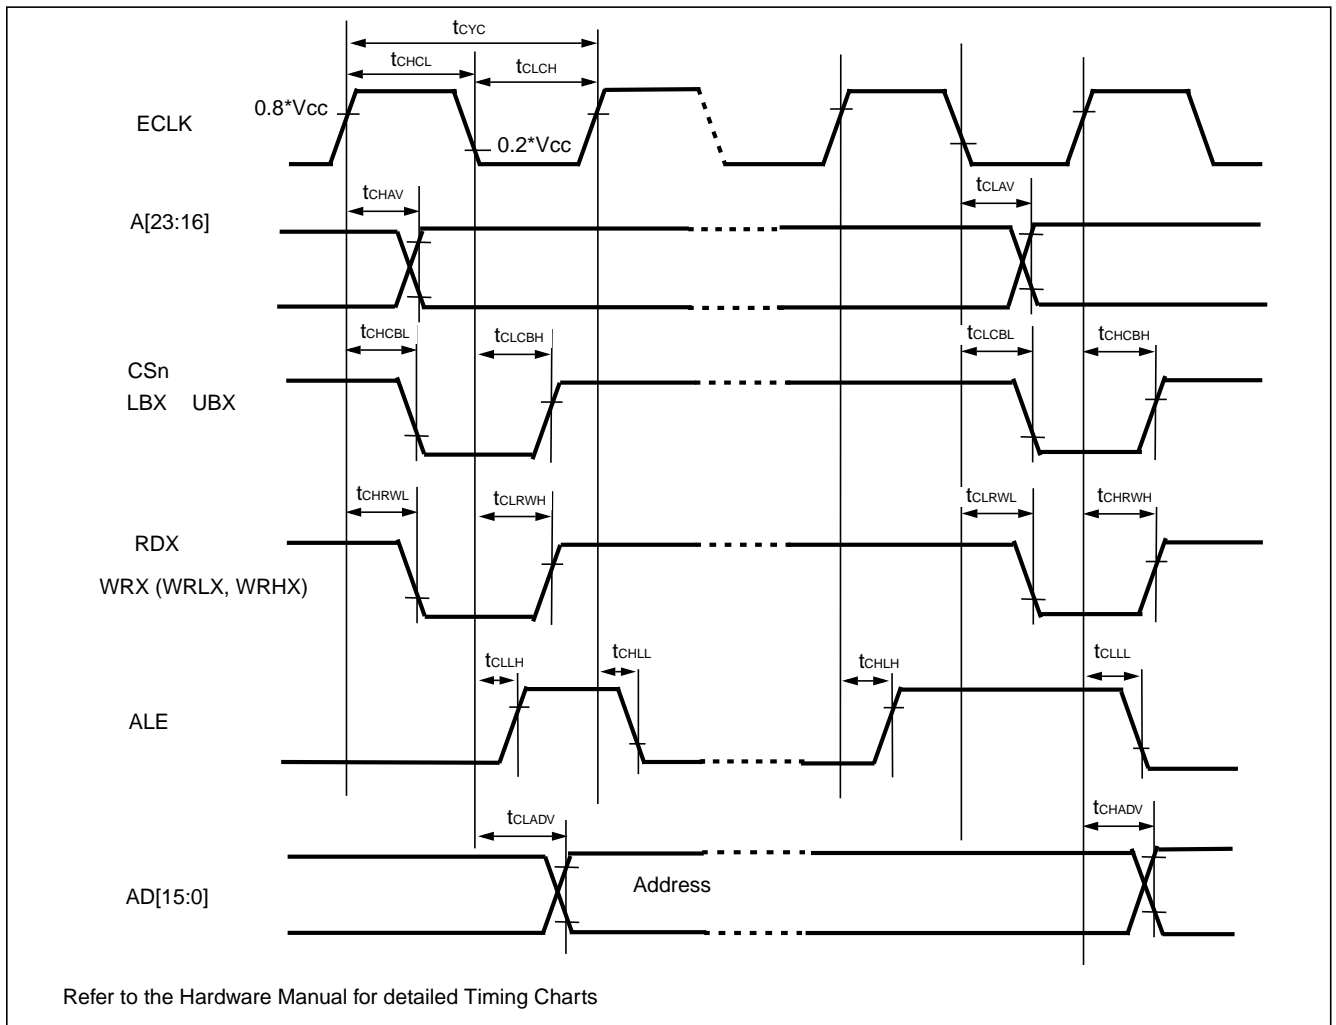 tCYC
tCHCL
tCLCH
0.8*Vcc
ECLK
0.2*Vcc
tCHAV
tCLAV
A[23:16]
tCHCBL
tCLCBH
tCLCBL
tCHCBH
CSn
LBX UBX
tCHRWL
tCLRWH
tCLRWL
tCHRWH
RDX
WRX (WRLX, WRHX)
tCLLH
tCHLL
tCHLH
tCLLL
ALE
tCLADV
tCHADV
Address
AD[15:0]
Refer to the Hardware Manual for detailed Timing Charts